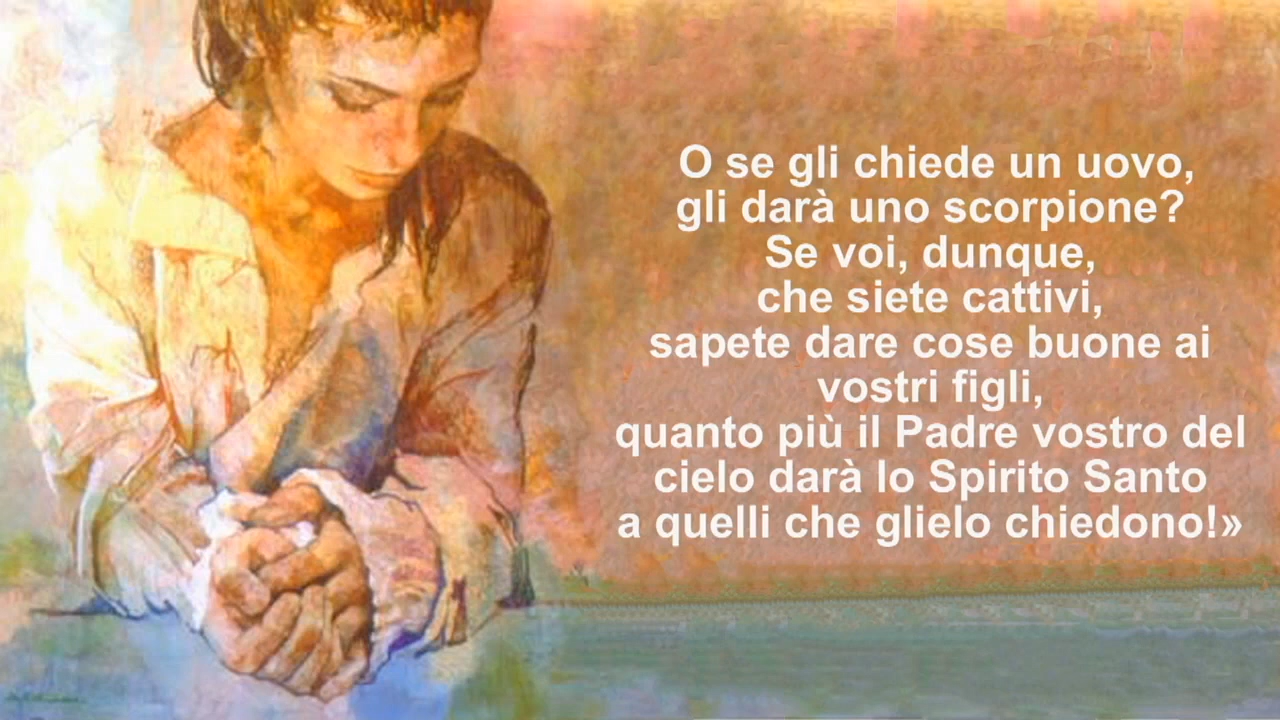 O se gli chiede un uovo,
gli darà uno scorpione?
Se voi, dunque,
che siete cattivi,
sapete dare cose buone ai
vostri figli,
quanto più il Padre vostro del
cielo darà lo Spirito Santo
a quelli che glielo chiedono!»